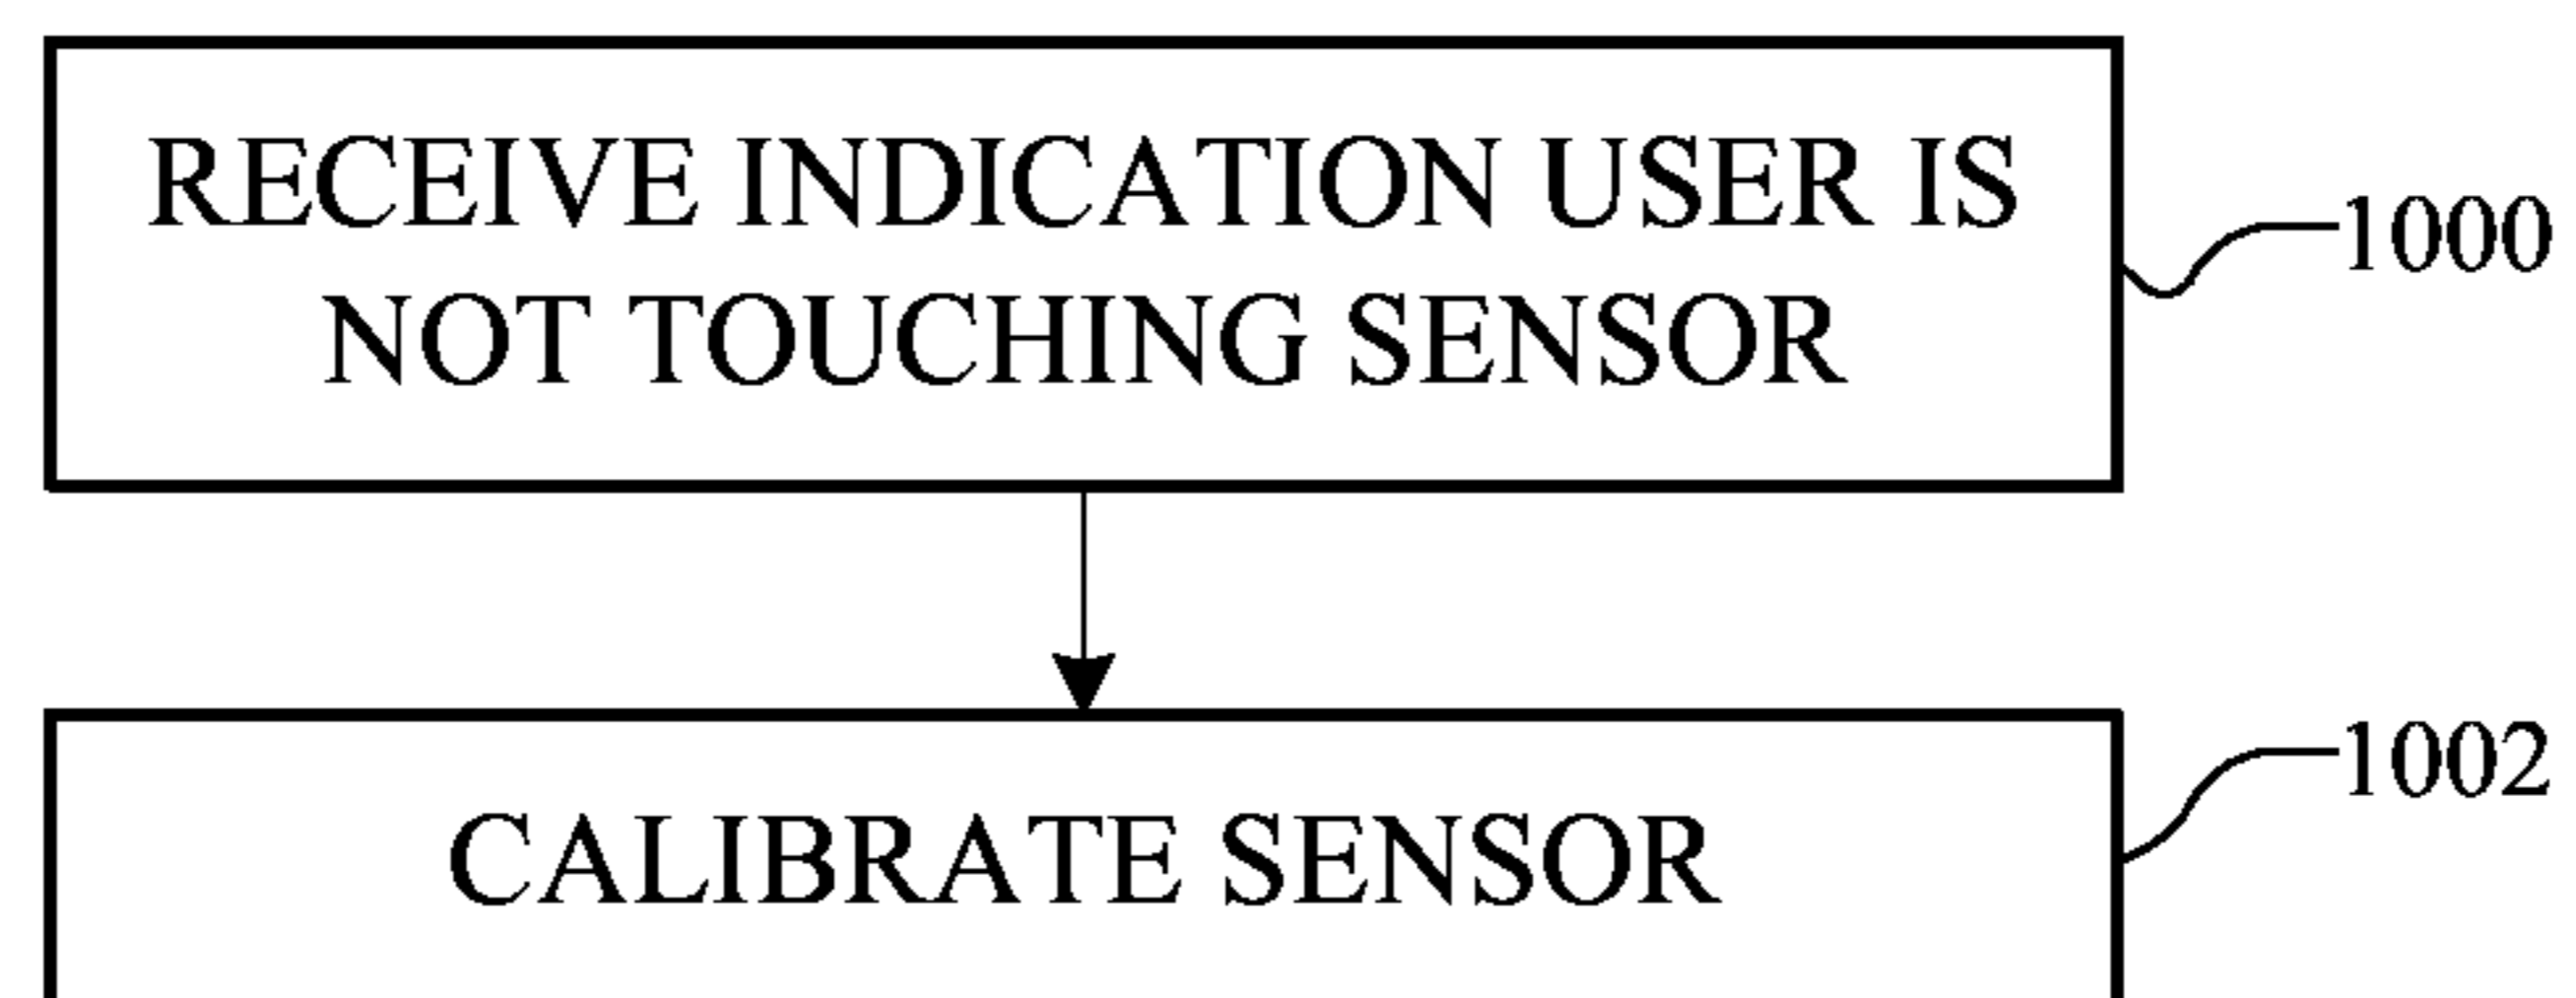 RECEIVE INDICATION USER IS
NOT TOUCHING SENSOR
1000
CALIBRATE SENSOR
1002